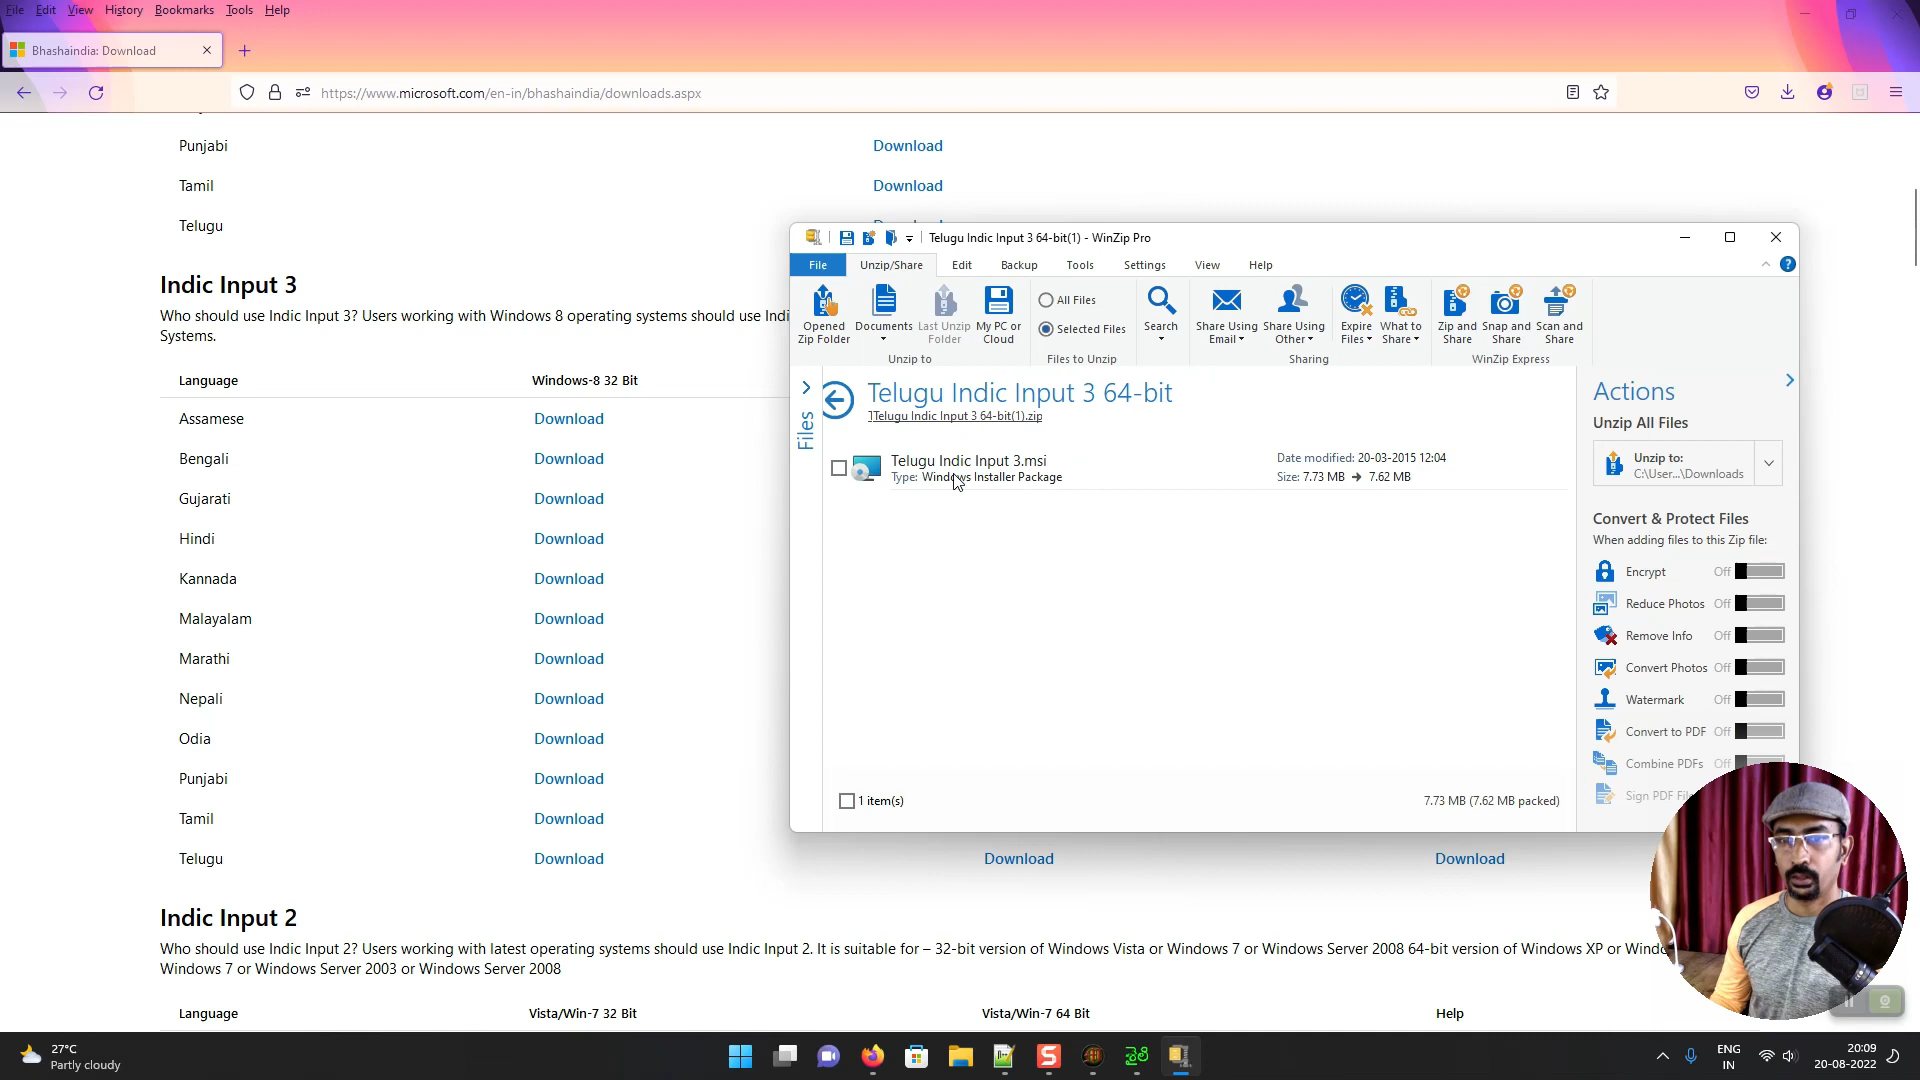 File Edit View History Bookmarks Tools Help
Bhashaindia: Download
https://www.microsoft.com/en-in/bhashaindia/downloads.aspx
Punjabi Download
Tamil Download
Telugu
Indic Input 3
Who should use Indic Input 3? Users working with Windows 8 operating systems should use Indi
Systems.
Language Windows-8 32 Bit
Assamese Download
Bengali Download
Gujarati Download
Hindi Download
Kannada Download
Malayalam Download
Marathi Download
Nepali Download
Odia Download
Punjabi Download
Tamil Download
Telugu Download Download Download
Indic Input 2
Who should use Indic Input 2? Users working with latest operating systems should use Indic Input 2. It is suitable for – 32-bit version of Windows Vista or Windows 7 or Windows Server 2008 64-bit version of Windows XP or Windo
Windows 7 or Windows Server 2003 or Windows Server 2008
Language Vista/Win-7 32 Bit Vista/Win-7 64 Bit Help
Telugu Indic Input 3 64-bit(1) - WinZip Pro
File Unzip/Share Edit Backup Tools Settings View Help
Opened Zip Folder
Documents
Last Unzip Folder
My PC or Cloud
Unzip to
All Files
Selected Files
Files to Unzip
Search
Share Using Email
Share Using Other
Expire Files
What to Share
Sharing
Zip and Share
Snap and Share
Scan and Share
WinZip Express
Files
Telugu Indic Input 3 64-bit
]Telugu Indic Input 3 64-bit(1).zip
Telugu Indic Input 3.msi
Type: Windows Installer Package
Date modified: 20-03-2015 12:04
Size: 7.73 MB → 7.62 MB
1 item(s)
7.73 MB (7.62 MB packed)
Actions
Unzip All Files
Unzip to:
C:\User...\Downloads
Convert & Protect Files
When adding files to this Zip file:
Encrypt Off
Reduce Photos Off
Remove Info Off
Convert Photos Off
Watermark Off
Convert to PDF Off
Combine PDFs Off
Sign PDF
27°C
Partly cloudy
శైలి
ENG
IN
20:09
20-08-2022